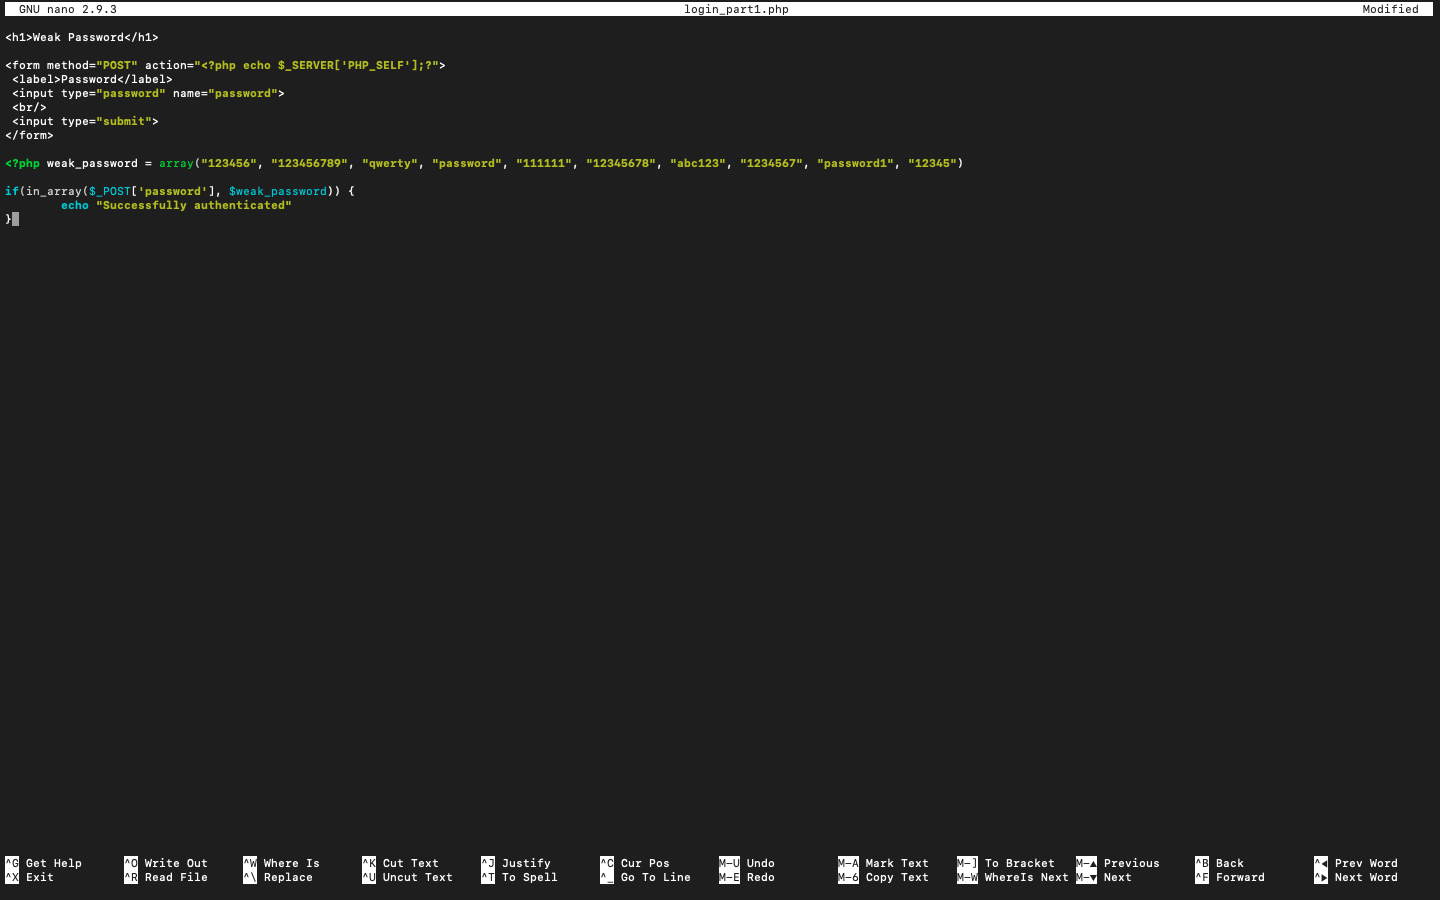 GNU nano 2.9.3 login_part1.php Modified
<h1>Weak Password</h1>
<form method="POST" action="<?php echo $_SERVER['PHP_SELF'];?">
<label>Password</label>
<input type="password" name="password">
<br/>
<input type="submit">
</form>
<?php weak_password = array("123456", "123456789", "qwerty", "password", "111111", "12345678", "abc123", "1234567", "password1", "12345")
if(in_array($_POST['password'], $weak_password)) {
echo "Successfully authenticated"
}
^G Get Help ^O Write Out ^W Where Is ^K Cut Text ^J Justify ^C Cur Pos M-U Undo M-A Mark Text M-] To Bracket M-▲ Previous ^B Back ^◀ Prev Word
^X Exit ^R Read File ^\ Replace ^U Uncut Text ^T To Spell ^_ Go To Line M-E Redo M-6 Copy Text M-W WhereIs Next M-▼ Next ^F Forward ^▶ Next Word